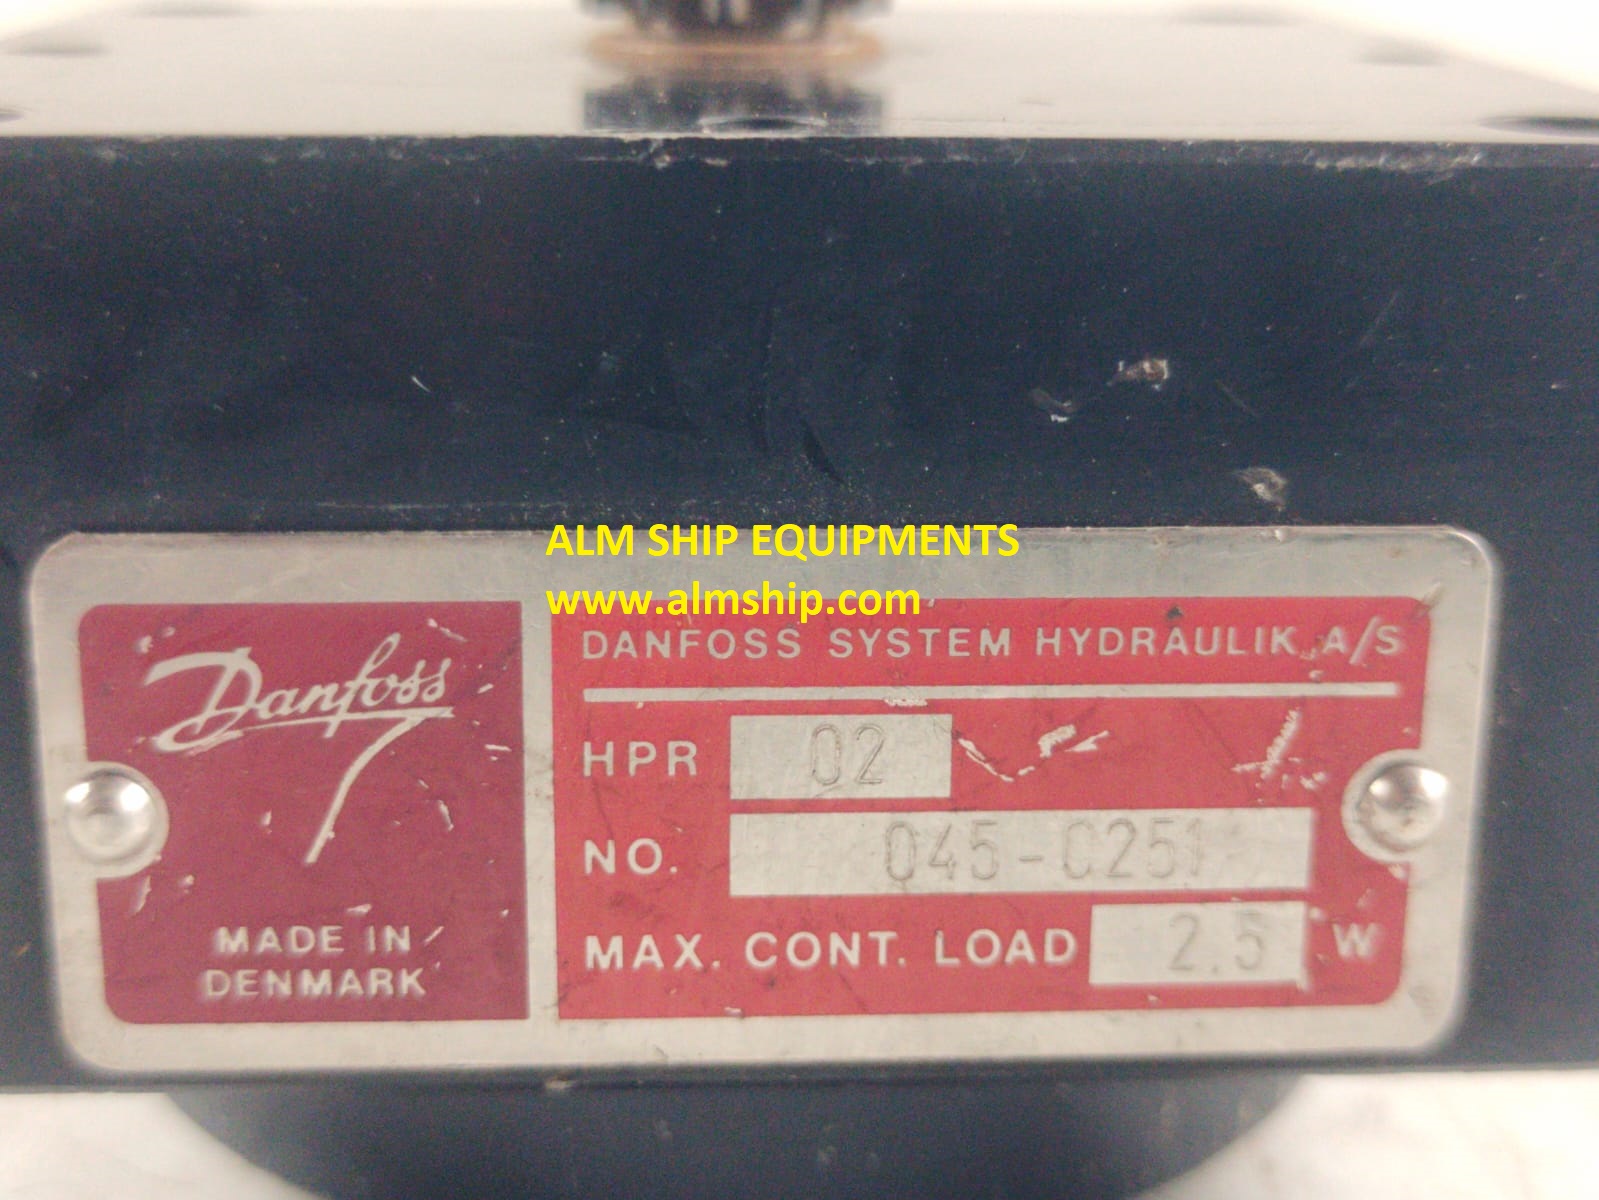 ALM SHIP EQUIPMENTS
www.almship.com
Danfoss
MADE IN
DENMARK
DANFOSS SYSTEM HYDRAULIK A/S
HPR 02
NO. 045-0251
MAX. CONT. LOAD 2.5 W